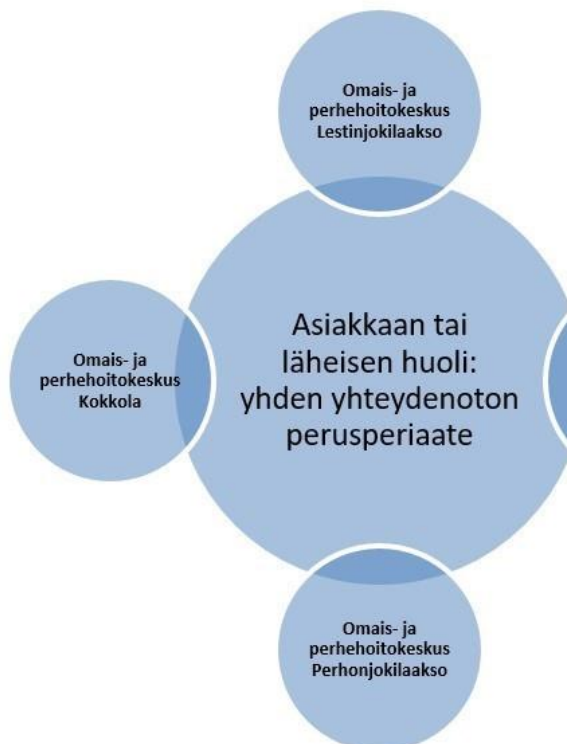 Omais- ja
perhehoitokeskus
Lestinjokilaakso
Asiakkaan tai
läheisen huoli:
yhden yhteydenoton
perusperiaate
Omais- ja
perhehoitokeskus
Kokkola
Omais- ja
perhehoitokeskus
Perhonjokilaakso